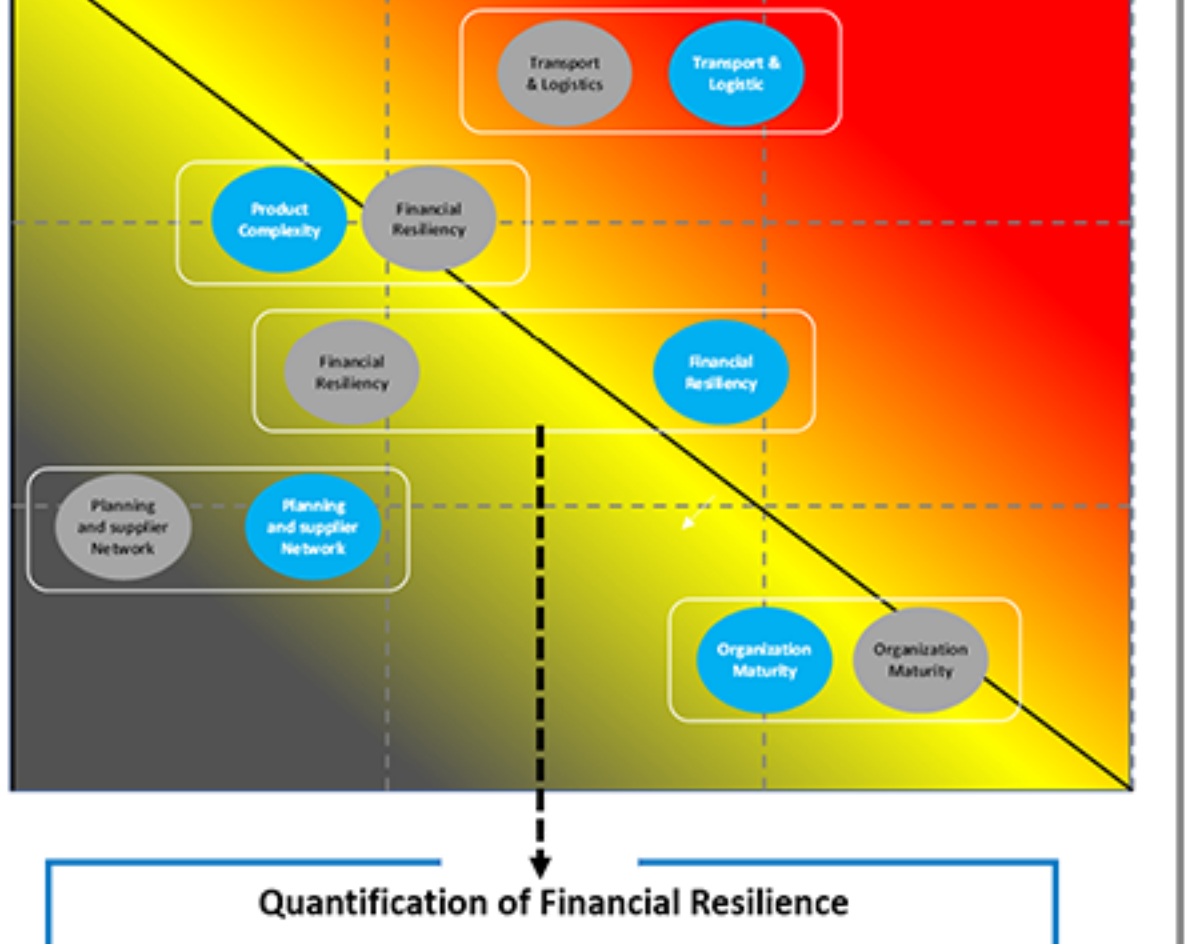 Transport
& Logistics
Transport &
Logistic
Product
Complexity
Financial
Resiliency
Financial
Resiliency
Financial
Resiliency
Planning
and supplier
Network
Planning
and supplier
Network
Organization
Maturity
Organization
Maturity
Quantification of Financial Resilience